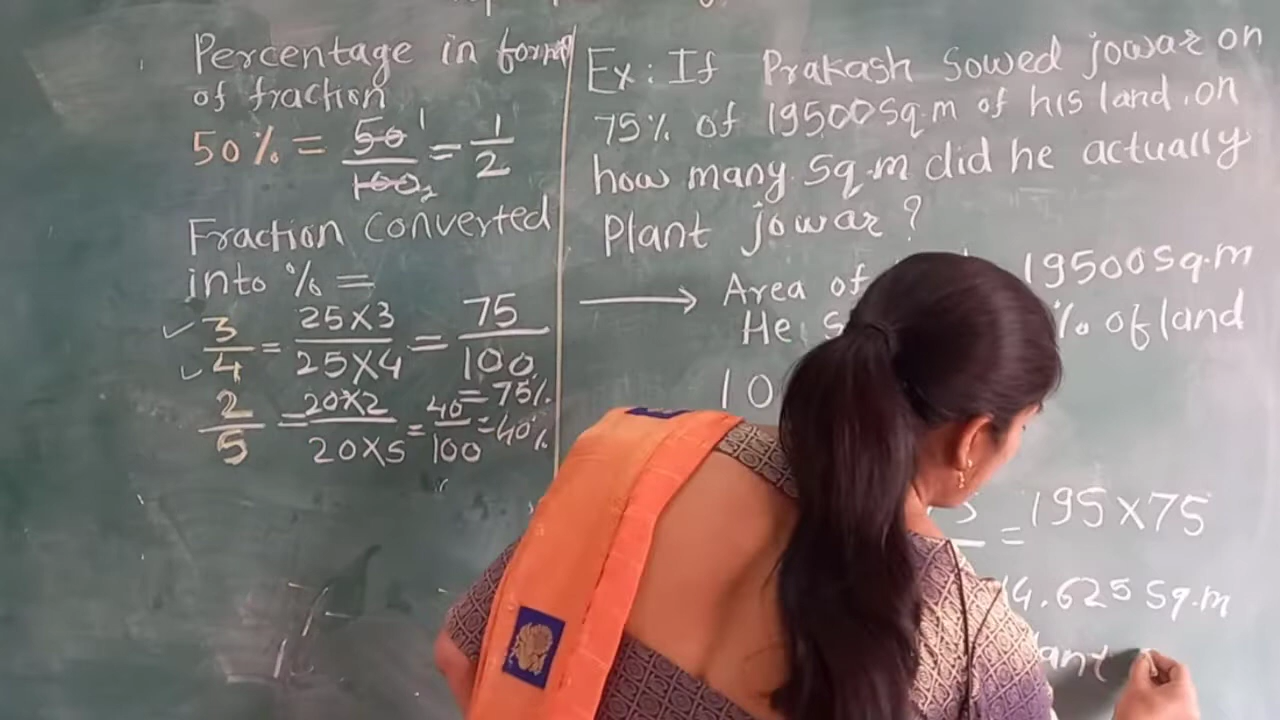 Percentage in form
of fraction
50% = 50/100 1/2 = 1/2
Fraction converted
into % =
3/4 = 25×3/25×4 = 75/100
= 75%
2/5 = 20×2/20×5 = 40/100 = 40%
Ex: If Prakash Sowed jowar on
75% of 19500 Sq.m of his land, on
how many Sq.m did he actually
Plant jowar?
→ Area of 19500 Sq.m
He % of land
10
= 195×75
14.625 Sq.m